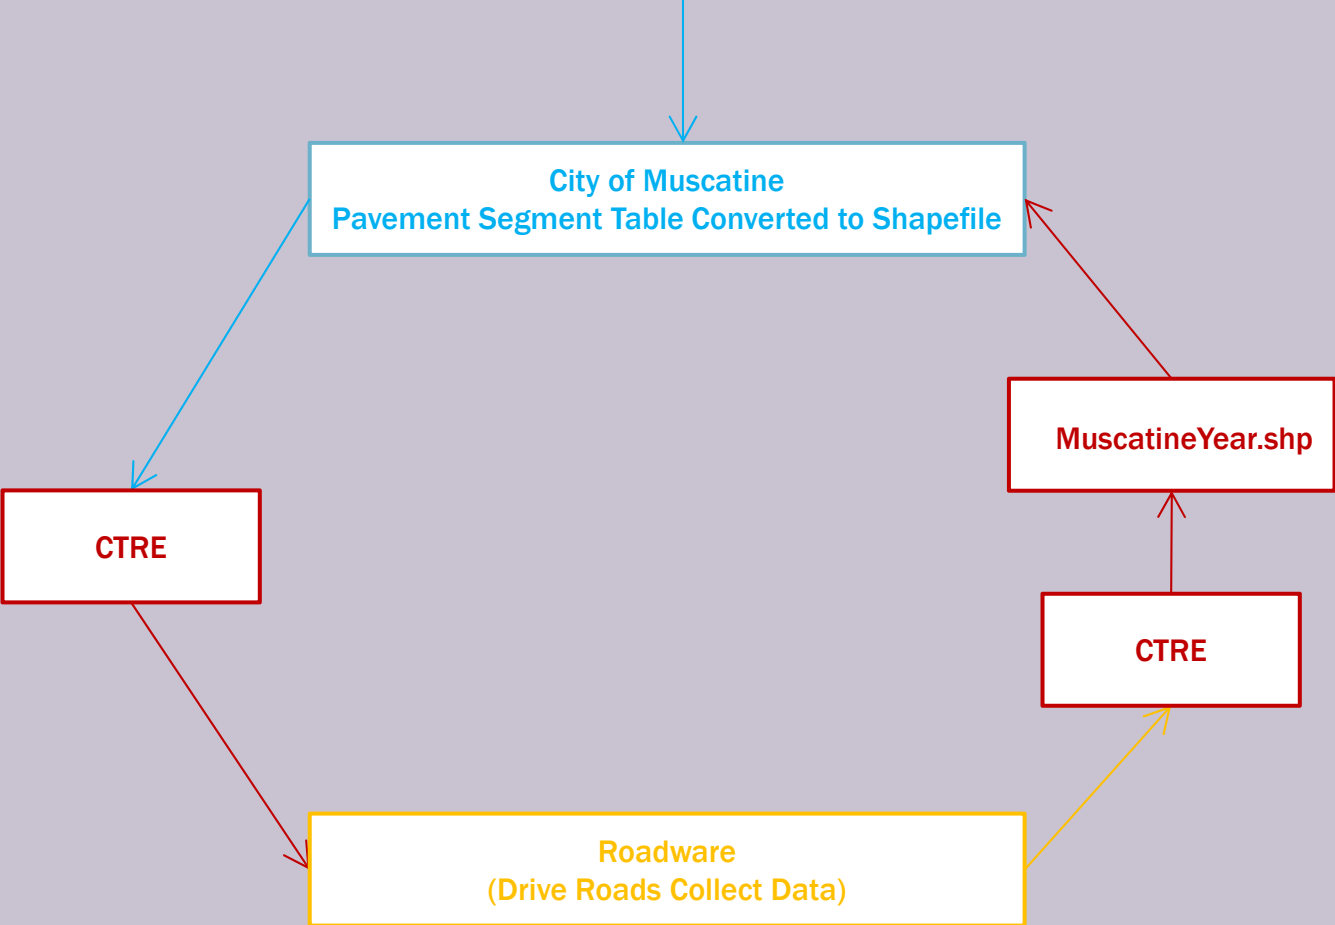 City of Muscatine
Pavement Segment Table Converted to Shapefile
MuscatineYear.shp
CTRE
CTRE
Roadware
(Drive Roads Collect Data)